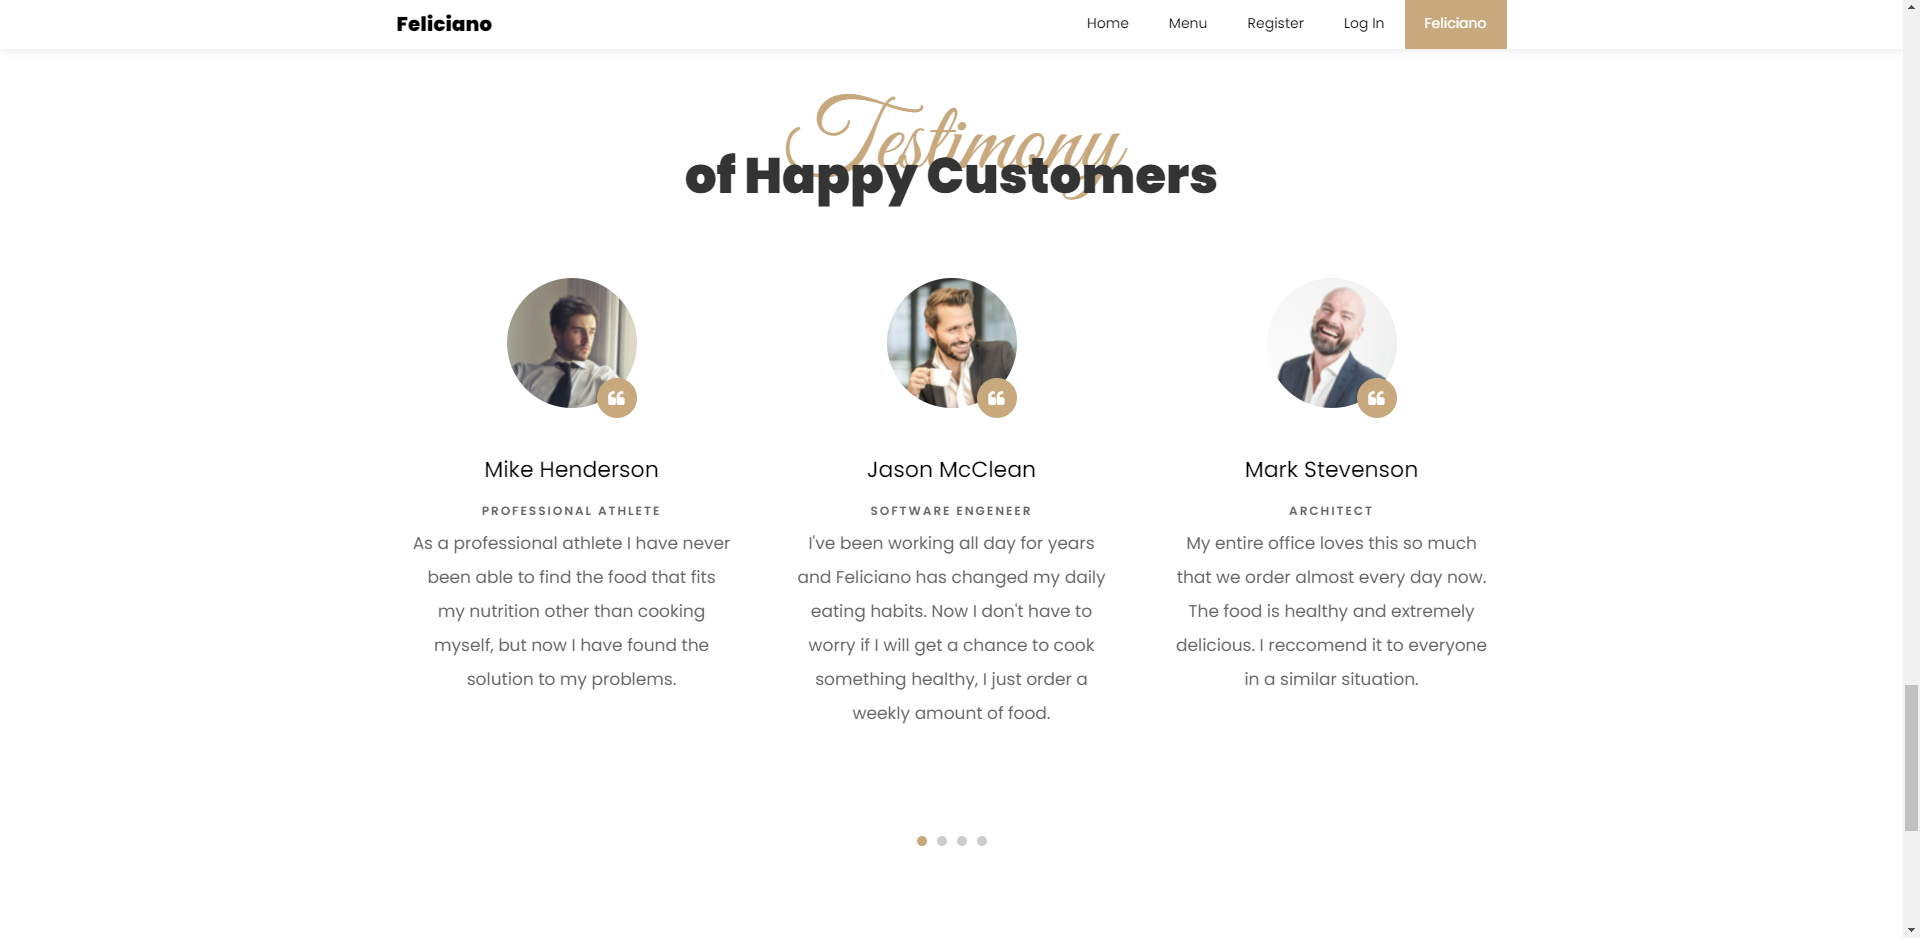 Feliciano
Home
Menu
Register
Log In
Feliciano
Testimony
of Happy Customers
Mike Henderson
PROFESSIONAL ATHLETE
As a professional athlete I have never
been able to find the food that fits
my nutrition other than cooking
myself, but now I have found the
solution to my problems.
Jason McClean
SOFTWARE ENGENEER
I've been working all day for years
and Feliciano has changed my daily
eating habits. Now I don't have to
worry if I will get a chance to cook
something healthy, I just order a
weekly amount of food.
Mark Stevenson
ARCHITECT
My entire office loves this so much
that we order almost every day now.
The food is healthy and extremely
delicious. I reccomend it to everyone
in a similar situation.